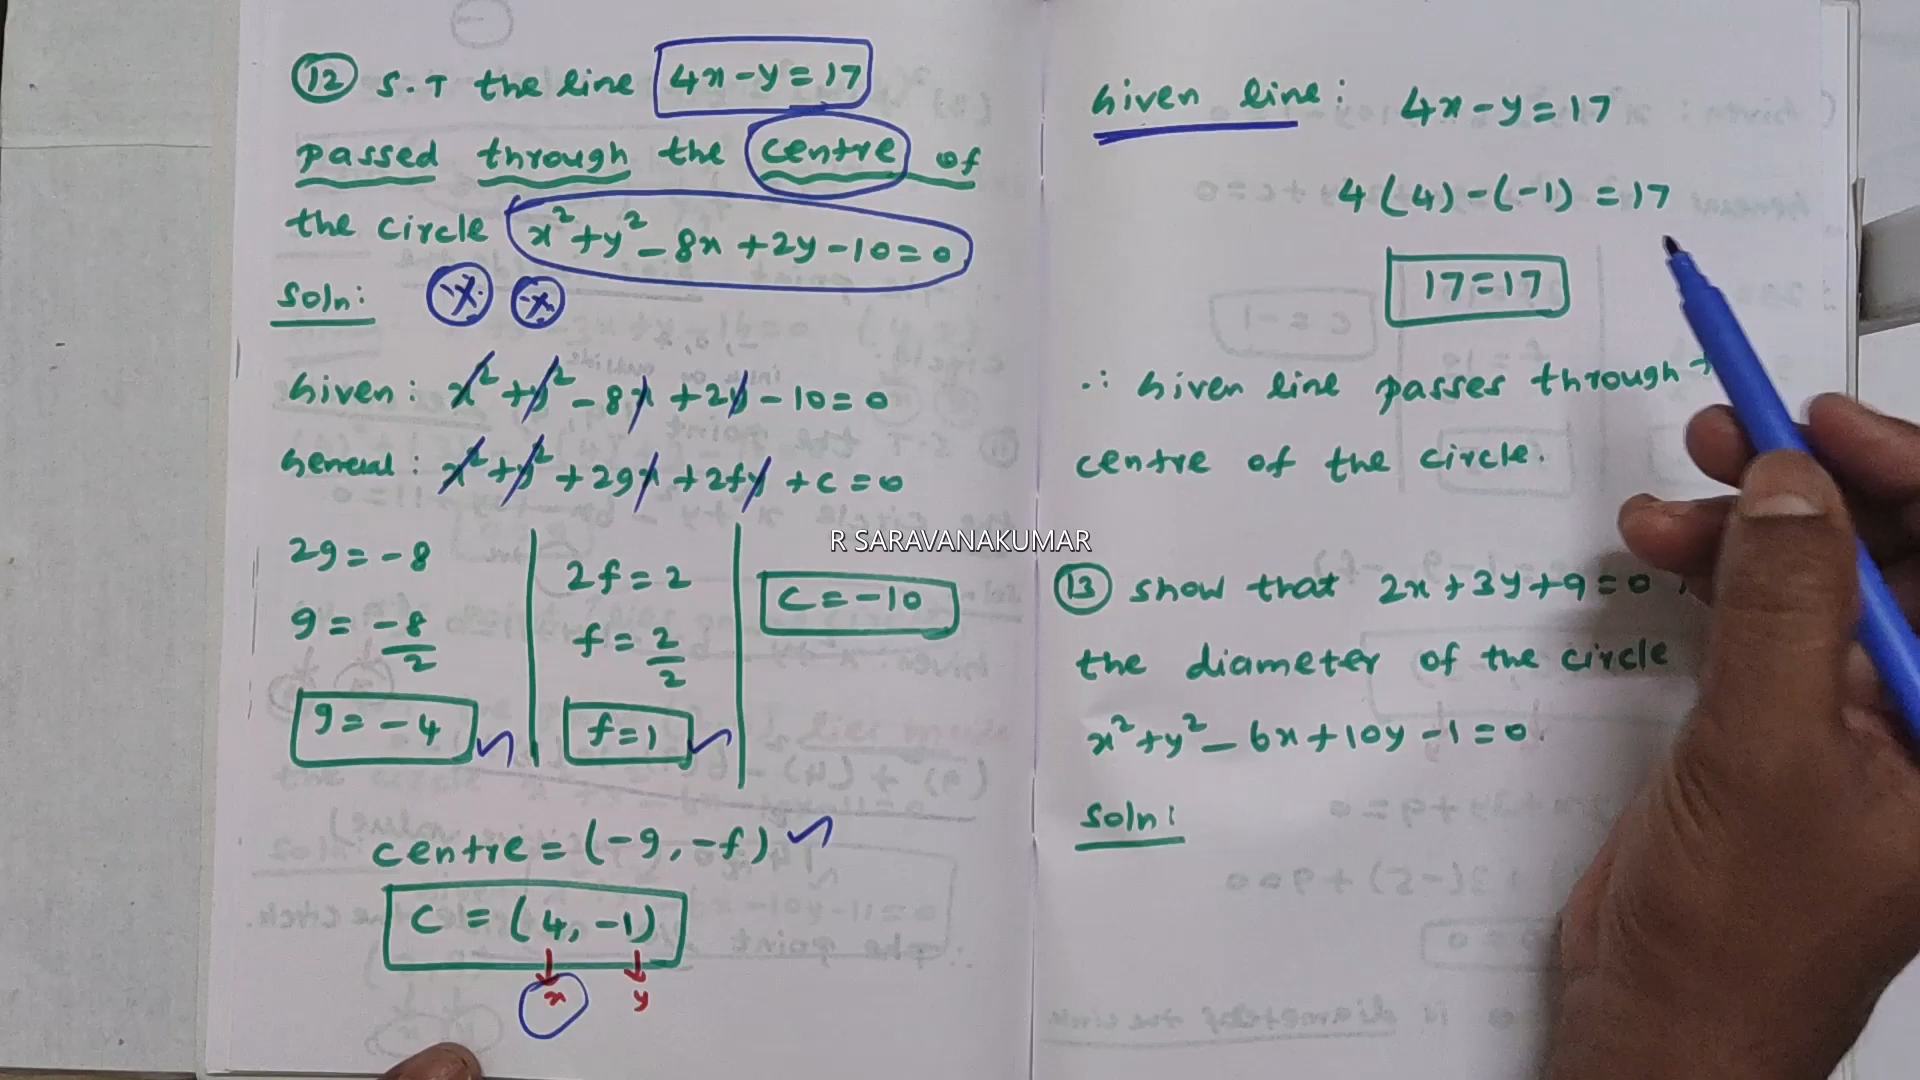 12 S.T the line 4x-y=17
passed through the centre of
the circle x²+y²-8x+2y-10=0
Soln:
Given: x²+y²-8x+2y-10=0
General: x²+y²+2gx+2fy+c=0
2g=-8
g=-8/2
g=-4
2f=2
f=2/2
f=1
C=-10
centre=(-g,-f)
C=(4,-1)
x y
Given line: 4x-y=17
4(4)-(-1)=17
17=17
∴ Given line passes through
centre of the circle.
R SARAVANAKUMAR
13 Show that 2x+3y+9=0
the diameter of the circle
x²+y²-6x+10y-1=0.
Soln: